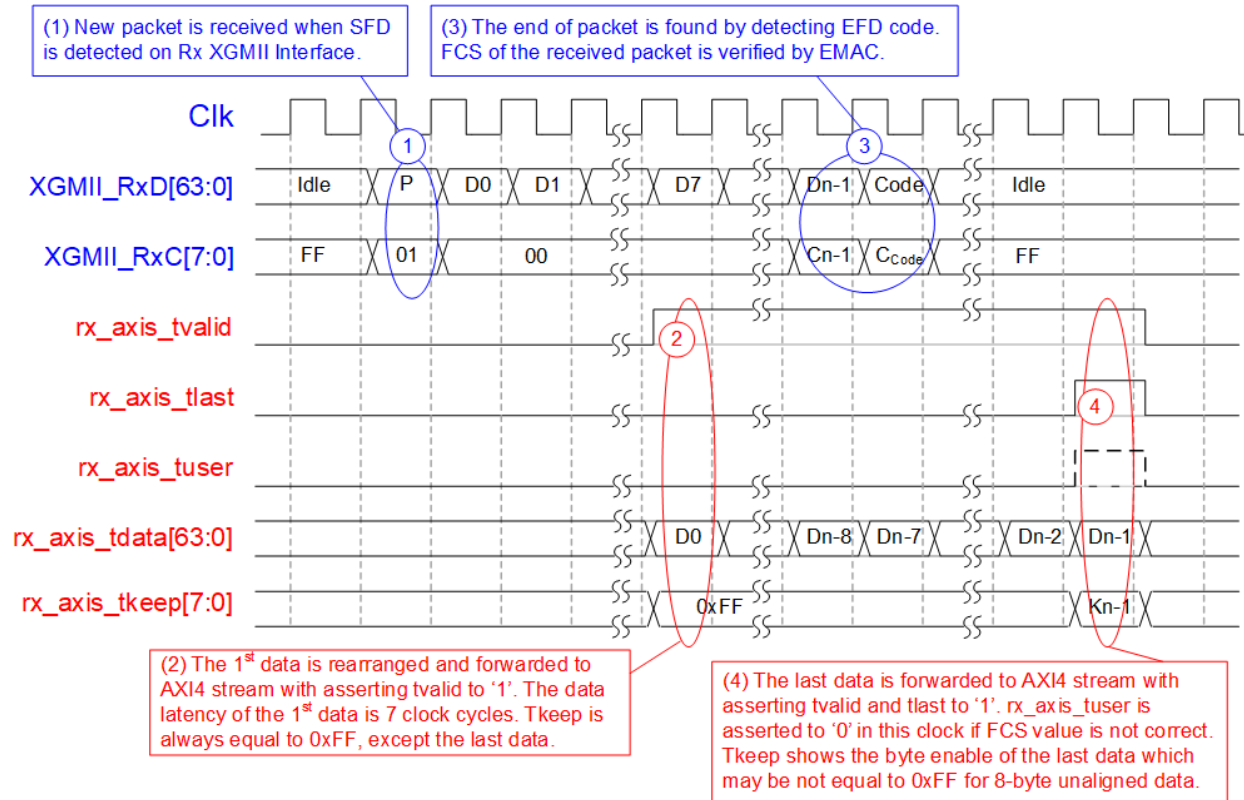 (1) New packet is received when SFD
is detected on Rx XGMII Interface.
(3) The end of packet is found by detecting EFD code.
FCS of the received packet is verified by EMAC.
Clk
1
3
XGMII_RxD[63:0]
Idle
P
D0
D1
D7
Dn-1
Code
Idle
XGMII_RxC[7:0]
FF
01
00
Cn-1
CCode
FF
rx_axis_tvalid
2
rx_axis_tlast
4
rx_axis_tuser
rx_axis_tdata[63:0]
D0
Dn-8
Dn-7
Dn-2
Dn-1
rx_axis_tkeep[7:0]
0xFF
Kn-1
(2) The 1st data is rearranged and forwarded to
AXI4 stream with asserting tvalid to ‘1’. The data
latency of the 1st data is 7 clock cycles. Tkeep is
always equal to 0xFF, except the last data.
(4) The last data is forwarded to AXI4 stream with
asserting tvalid and tlast to ‘1’. rx_axis_tuser is
asserted to ‘0’ in this clock if FCS value is not correct.
Tkeep shows the byte enable of the last data which
may be not equal to 0xFF for 8-byte unaligned data.